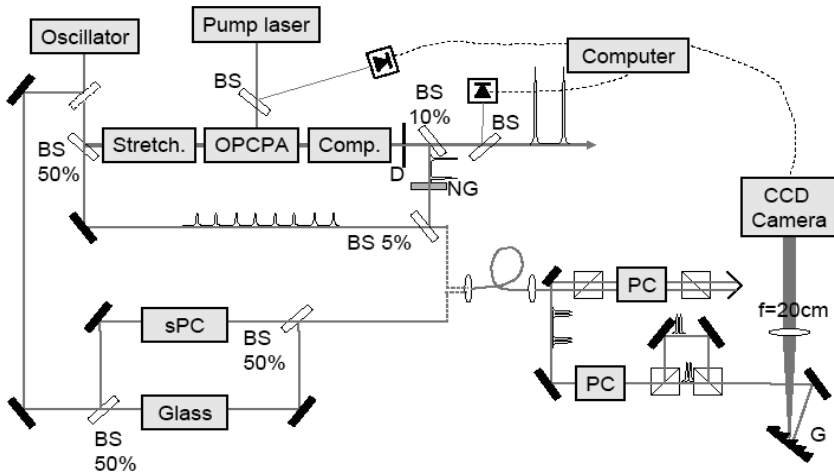 Oscillator
Pump laser
Computer
BS
BS
10%
BS
BS
50%
Stretch.
OPCPA
Comp.
D
NG
CCD
Camera
BS 5%
PC
f=20cm
sPC
BS
50%
PC
Glass
G
BS
50%